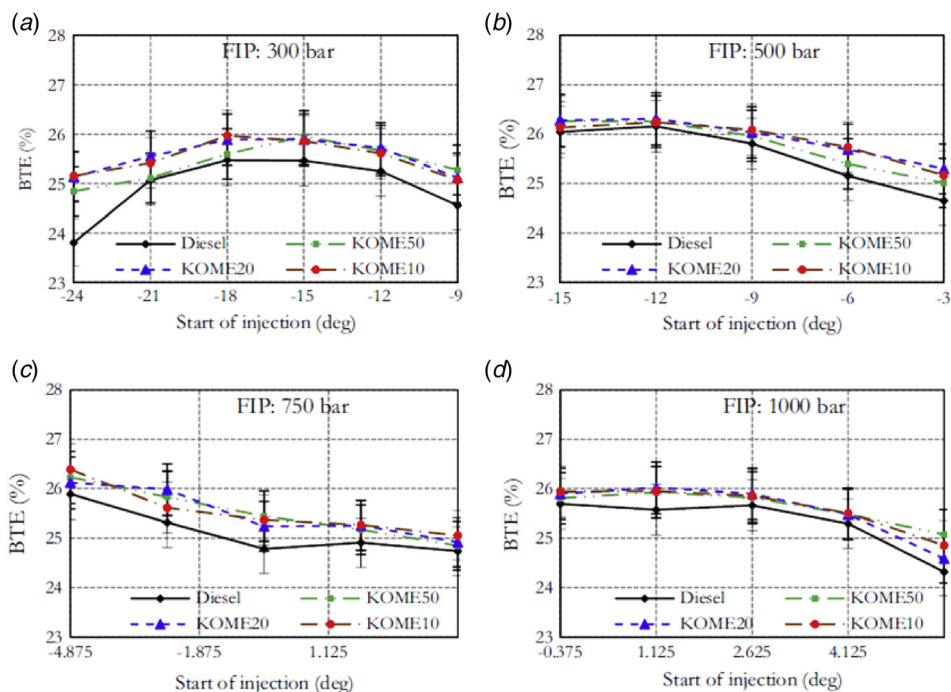 (a)
FIP: 300 bar
28
27
26
25
24
23
BTE (%)
Diesel
KOME50
KOME20
KOME10
-24
-21
-18
-15
-12
-9
Start of injection (deg)
(b)
FIP: 500 bar
28
27
26
25
24
23
BTE (%)
Diesel
KOME50
KOME20
KOME10
-15
-12
-9
-6
-3
Start of injection (deg)
(c)
FIP: 750 bar
28
27
26
25
24
23
BTE (%)
Diesel
KOME50
KOME20
KOME10
-4.875
-1.875
1.125
Start of injection (deg)
(d)
FIP: 1000 bar
28
27
26
25
24
23
BTE (%)
Diesel
KOME50
KOME20
KOME10
-0.375
1.125
2.625
4.125
Start of injection (deg)